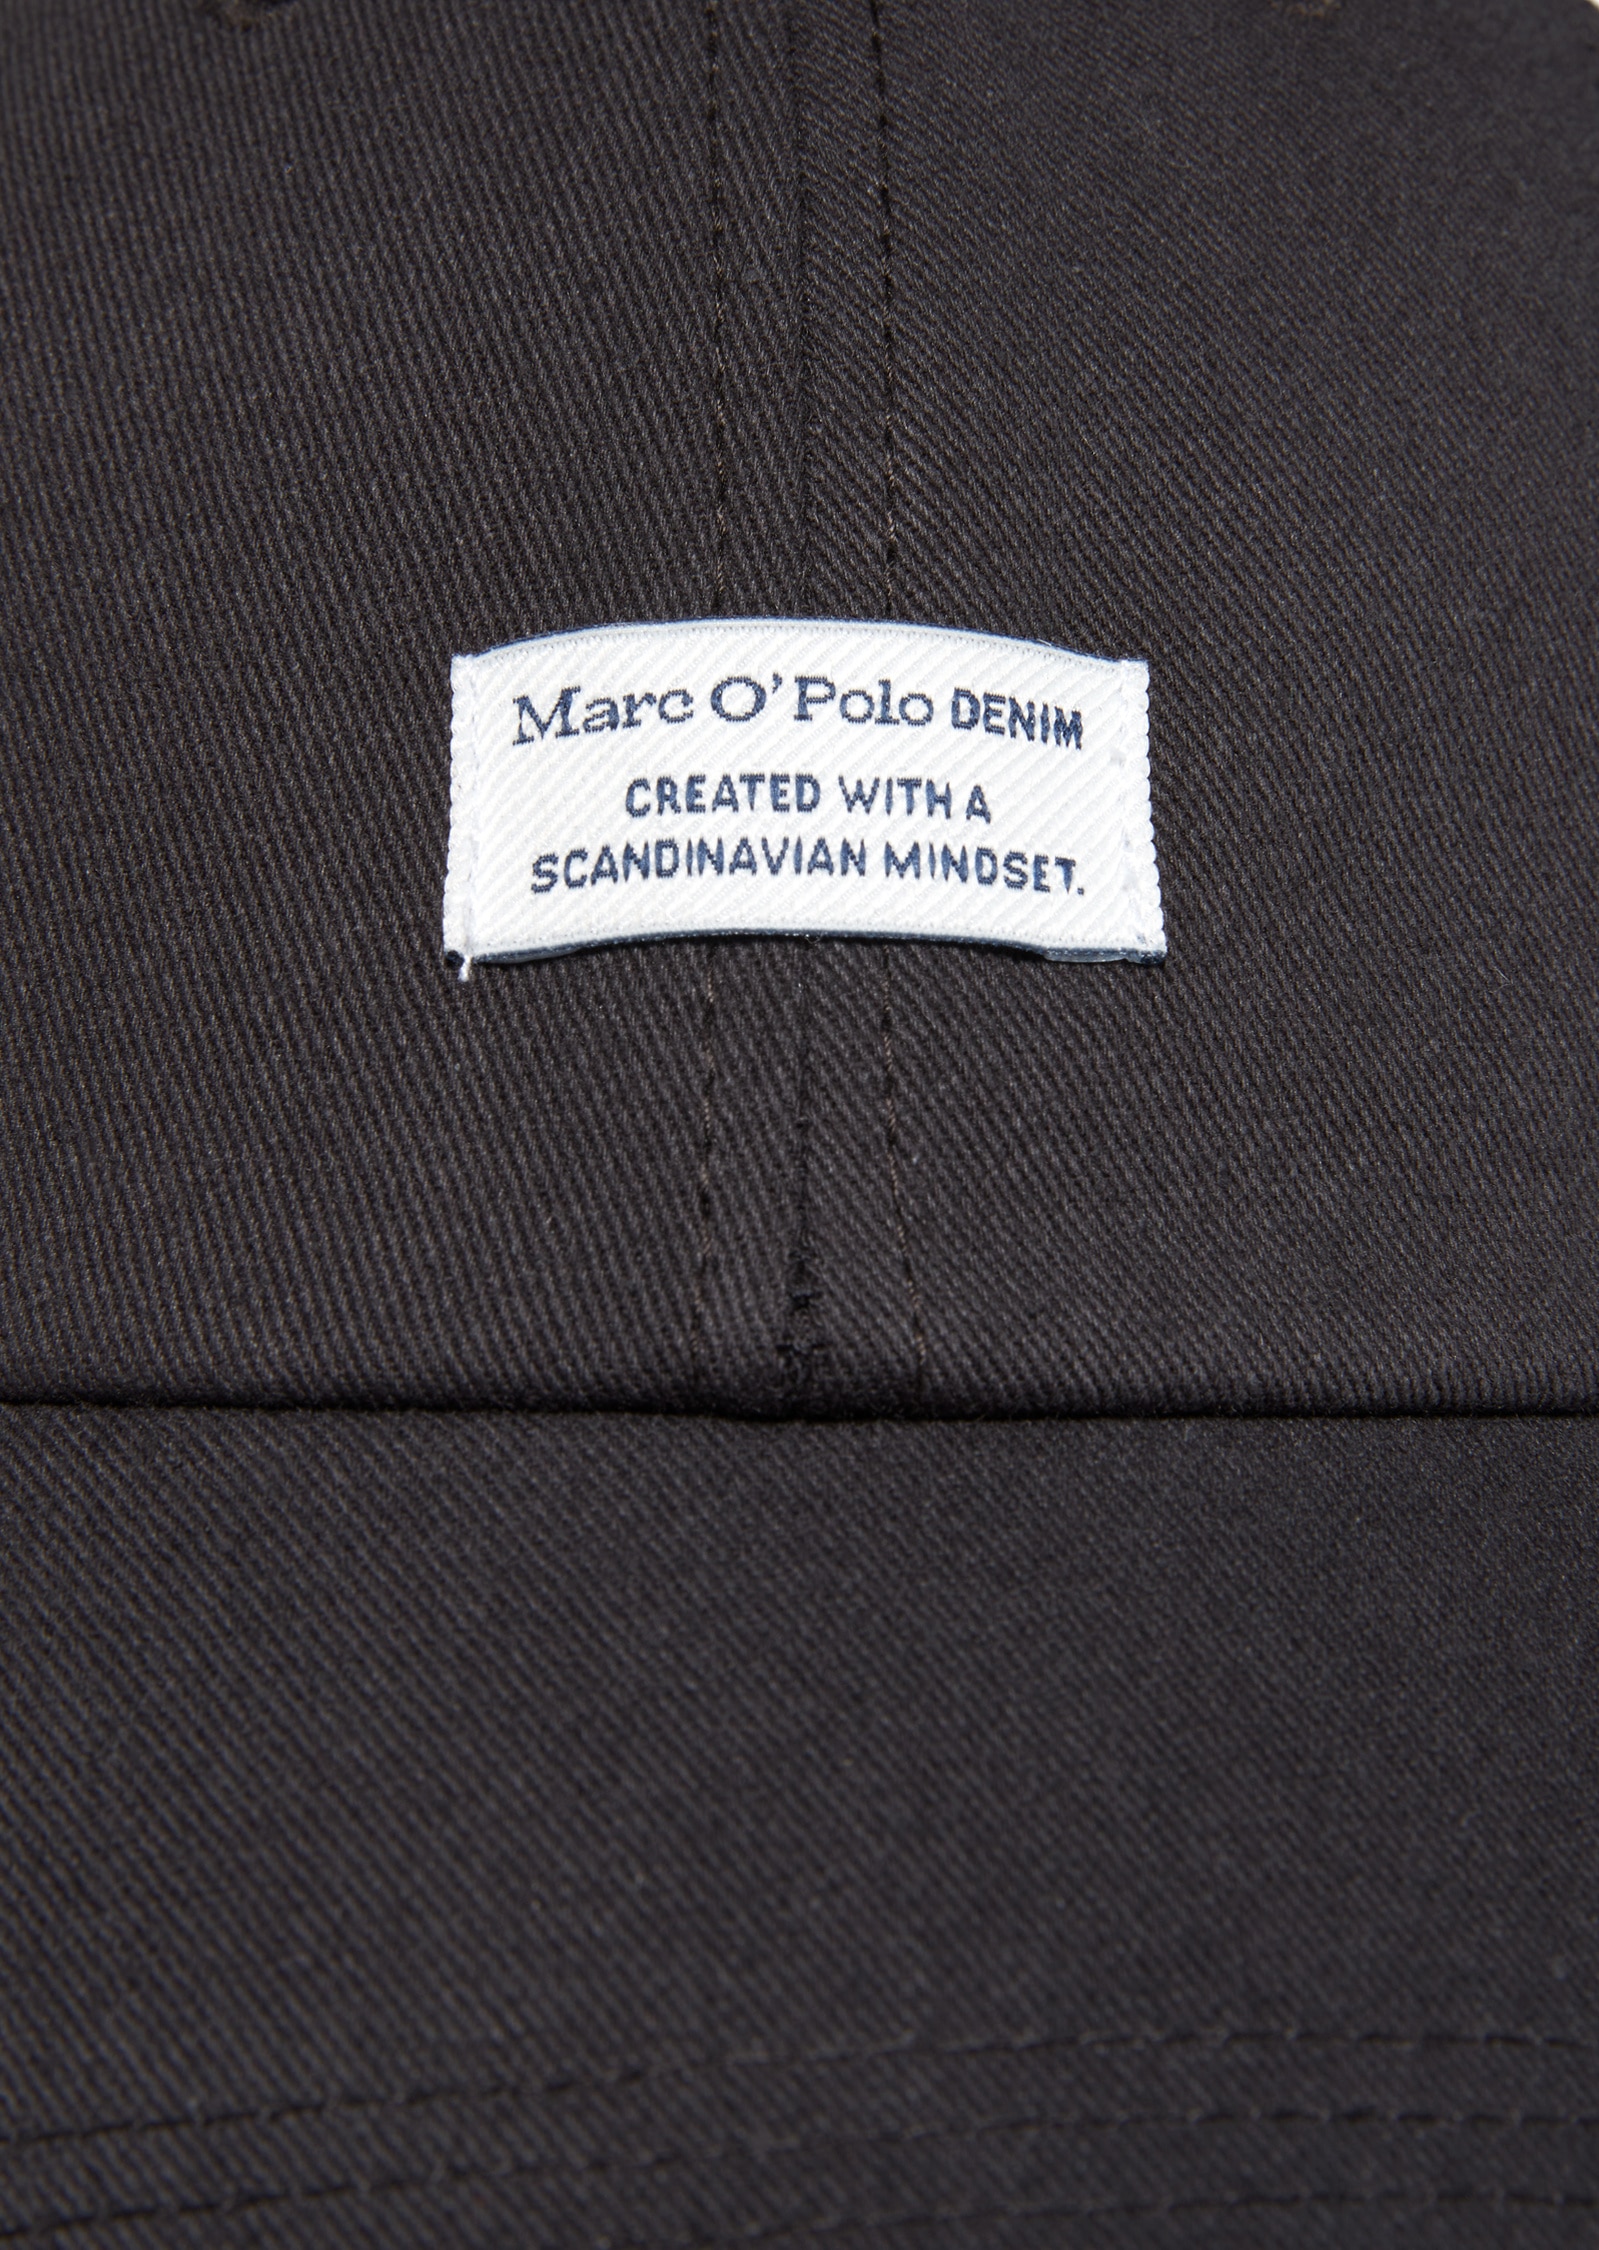 Marc O'Polo DENIM
CREATED WITH A
SCANDINAVIAN MINDSET.